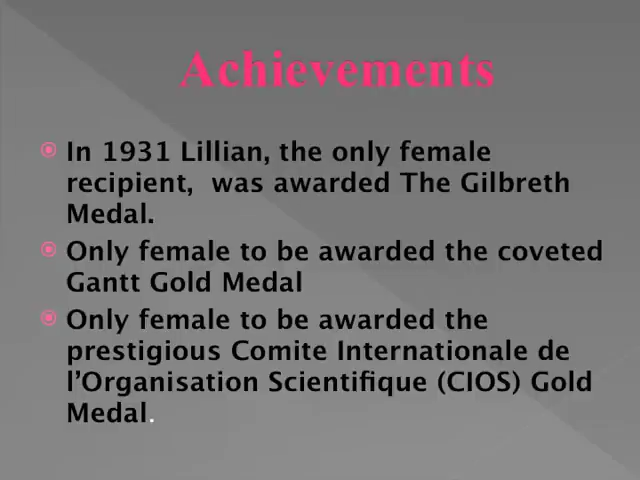 Achievements
In 1931 Lillian, the only female
recipient,  was awarded The Gilbreth
Medal.
Only female to be awarded the coveted
Gantt Gold Medal
Only female to be awarded the
prestigious Comite Internationale de
l’Organisation Scientifique (CIOS) Gold
Medal.